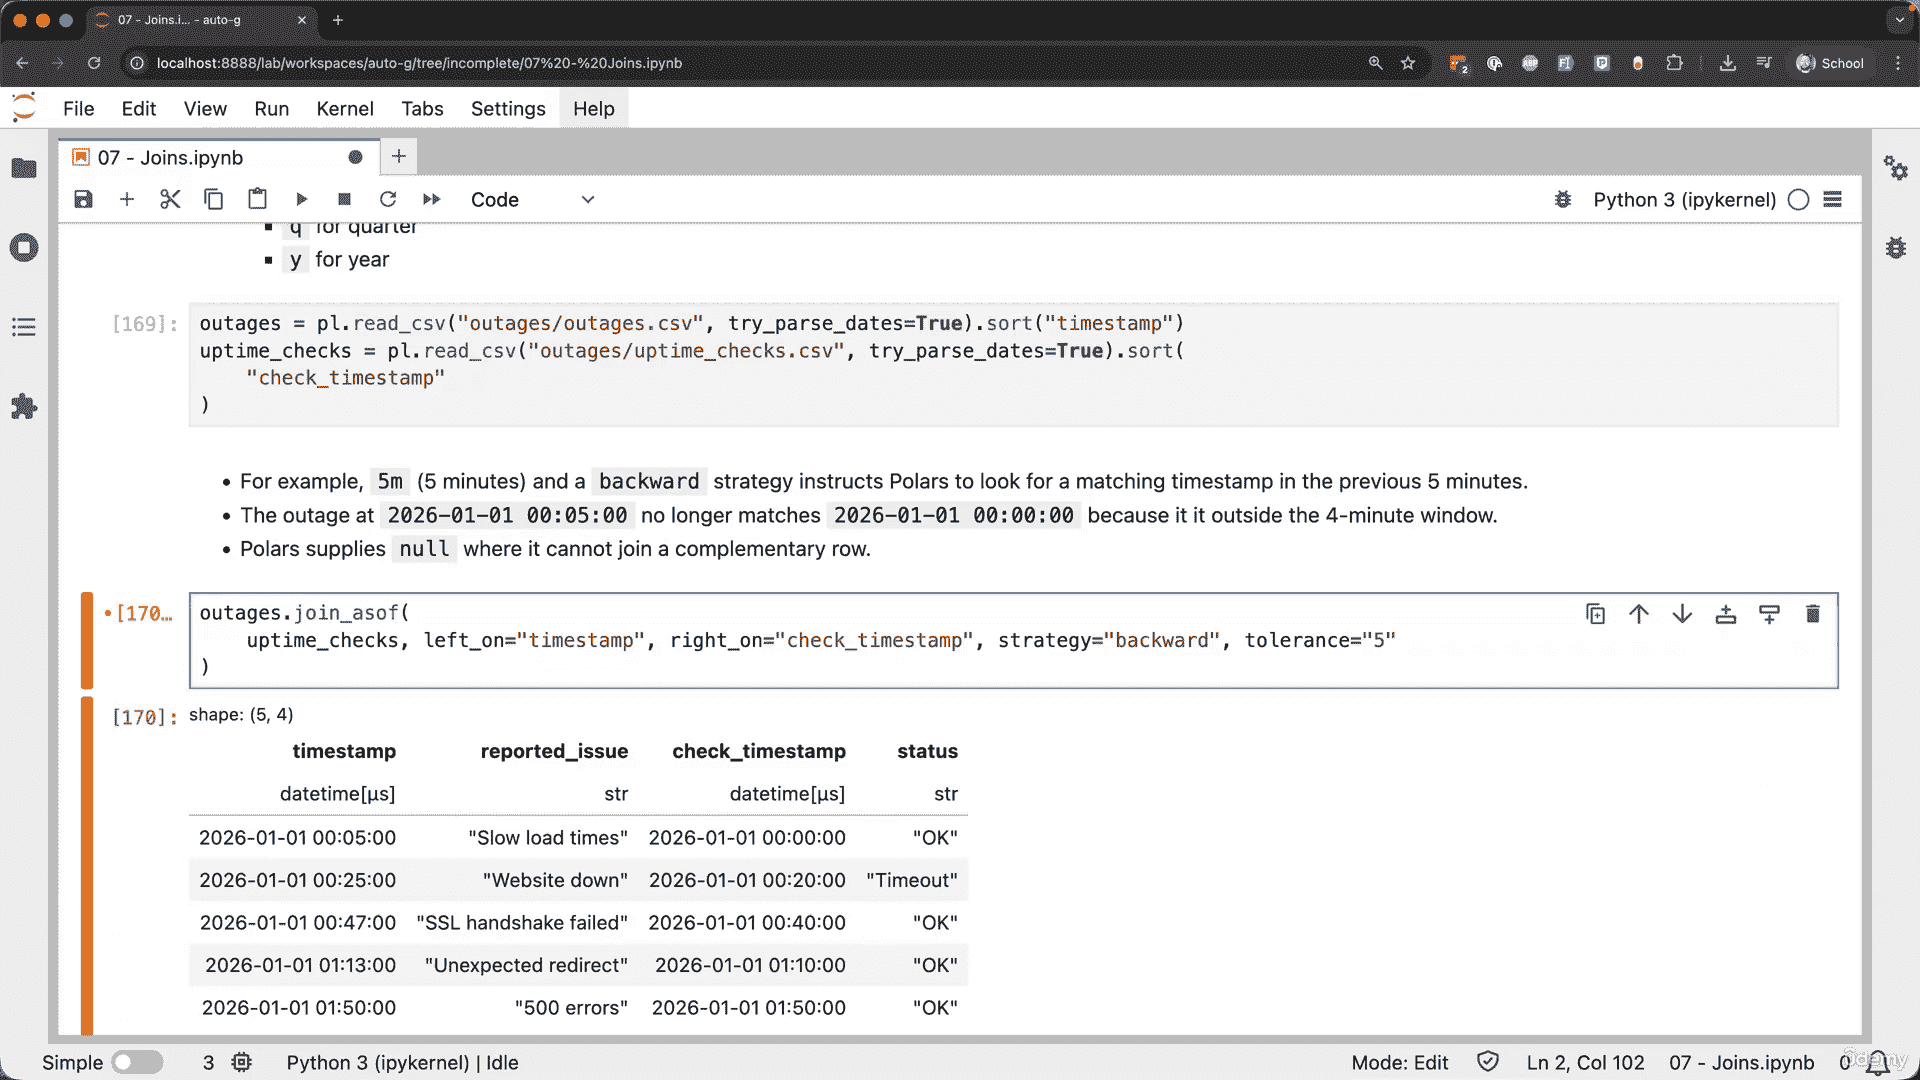 07 - Joins.i... - auto-g
localhost:8888/lab/workspaces/auto-g/tree/incomplete/07%20-%20Joins.ipynb
2
School
File Edit View Run Kernel Tabs Settings Help
07 - Joins.ipynb
Code
Python 3 (ipykernel)
q for quarter
y for year
[169]:
outages = pl.read_csv("outages/outages.csv", try_parse_dates=True).sort("timestamp")
uptime_checks = pl.read_csv("outages/uptime_checks.csv", try_parse_dates=True).sort(
"check_timestamp"
)
For example, 5m (5 minutes) and a backward strategy instructs Polars to look for a matching timestamp in the previous 5 minutes.
The outage at 2026-01-01 00:05:00 no longer matches 2026-01-01 00:00:00 because it it outside the 4-minute window.
Polars supplies null where it cannot join a complementary row.
[170...
outages.join_asof(
uptime_checks, left_on="timestamp", right_on="check_timestamp", strategy="backward", tolerance="5"
)
[170]:
shape: (5, 4)
timestamp reported_issue check_timestamp status
datetime[μs] str datetime[μs] str
2026-01-01 00:05:00 "Slow load times" 2026-01-01 00:00:00 "OK"
2026-01-01 00:25:00 "Website down" 2026-01-01 00:20:00 "Timeout"
2026-01-01 00:47:00 "SSL handshake failed" 2026-01-01 00:40:00 "OK"
2026-01-01 01:13:00 "Unexpected redirect" 2026-01-01 01:10:00 "OK"
2026-01-01 01:50:00 "500 errors" 2026-01-01 01:50:00 "OK"
Simple 3 Python 3 (ipykernel) | Idle Mode: Edit Ln 2, Col 102 07 - Joins.ipynb 0